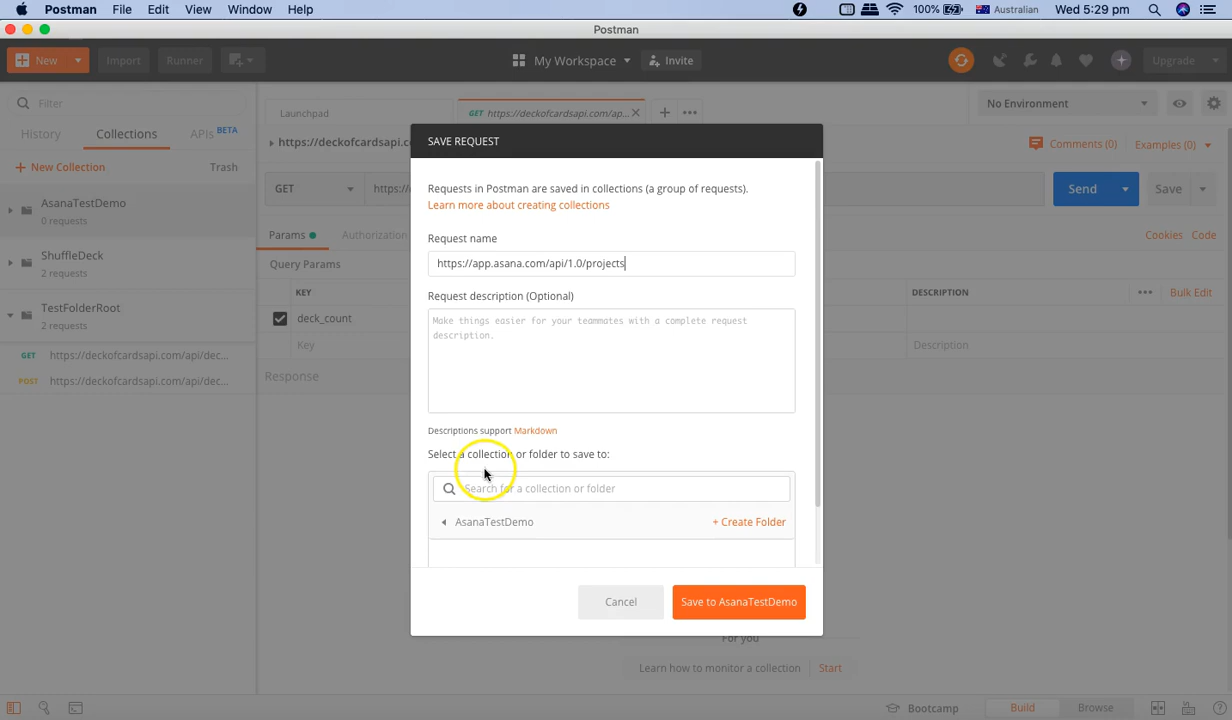 Postman File Edit View Window Help 100% Australian Wed 5:29 pm
Postman
New Import Runner My Workspace Invite Upgrade
Filter
History Collections APIs BETA
New Collection Trash
AsanaTestDemo
0 requests
ShuffleDeck
2 requests
TestFolderRoot
2 requests
GET https://deckofcardsapi.com/api/dec...
POST https://deckofcardsapi.com/api/dec...
Launchpad GET https://deckofcardsapi.com/ap... No Environment
https://deckofcardsapi.c Comments (0) Examples (0)
GET Send Save
Params Authorization Cookies Code
Query Params
KEY DESCRIPTION Bulk Edit
deck_count
Key Description
Response
SAVE REQUEST
Requests in Postman are saved in collections (a group of requests).
Learn more about creating collections
Request name
https://app.asana.com/api/1.0/projects
Request description (Optional)
Make things easier for your teammates with a complete request
description.
Descriptions support Markdown
Select a collection or folder to save to:
Search for a collection or folder
AsanaTestDemo + Create Folder
Cancel Save to AsanaTestDemo
For you
Learn how to monitor a collection Start
Bootcamp Build Browse